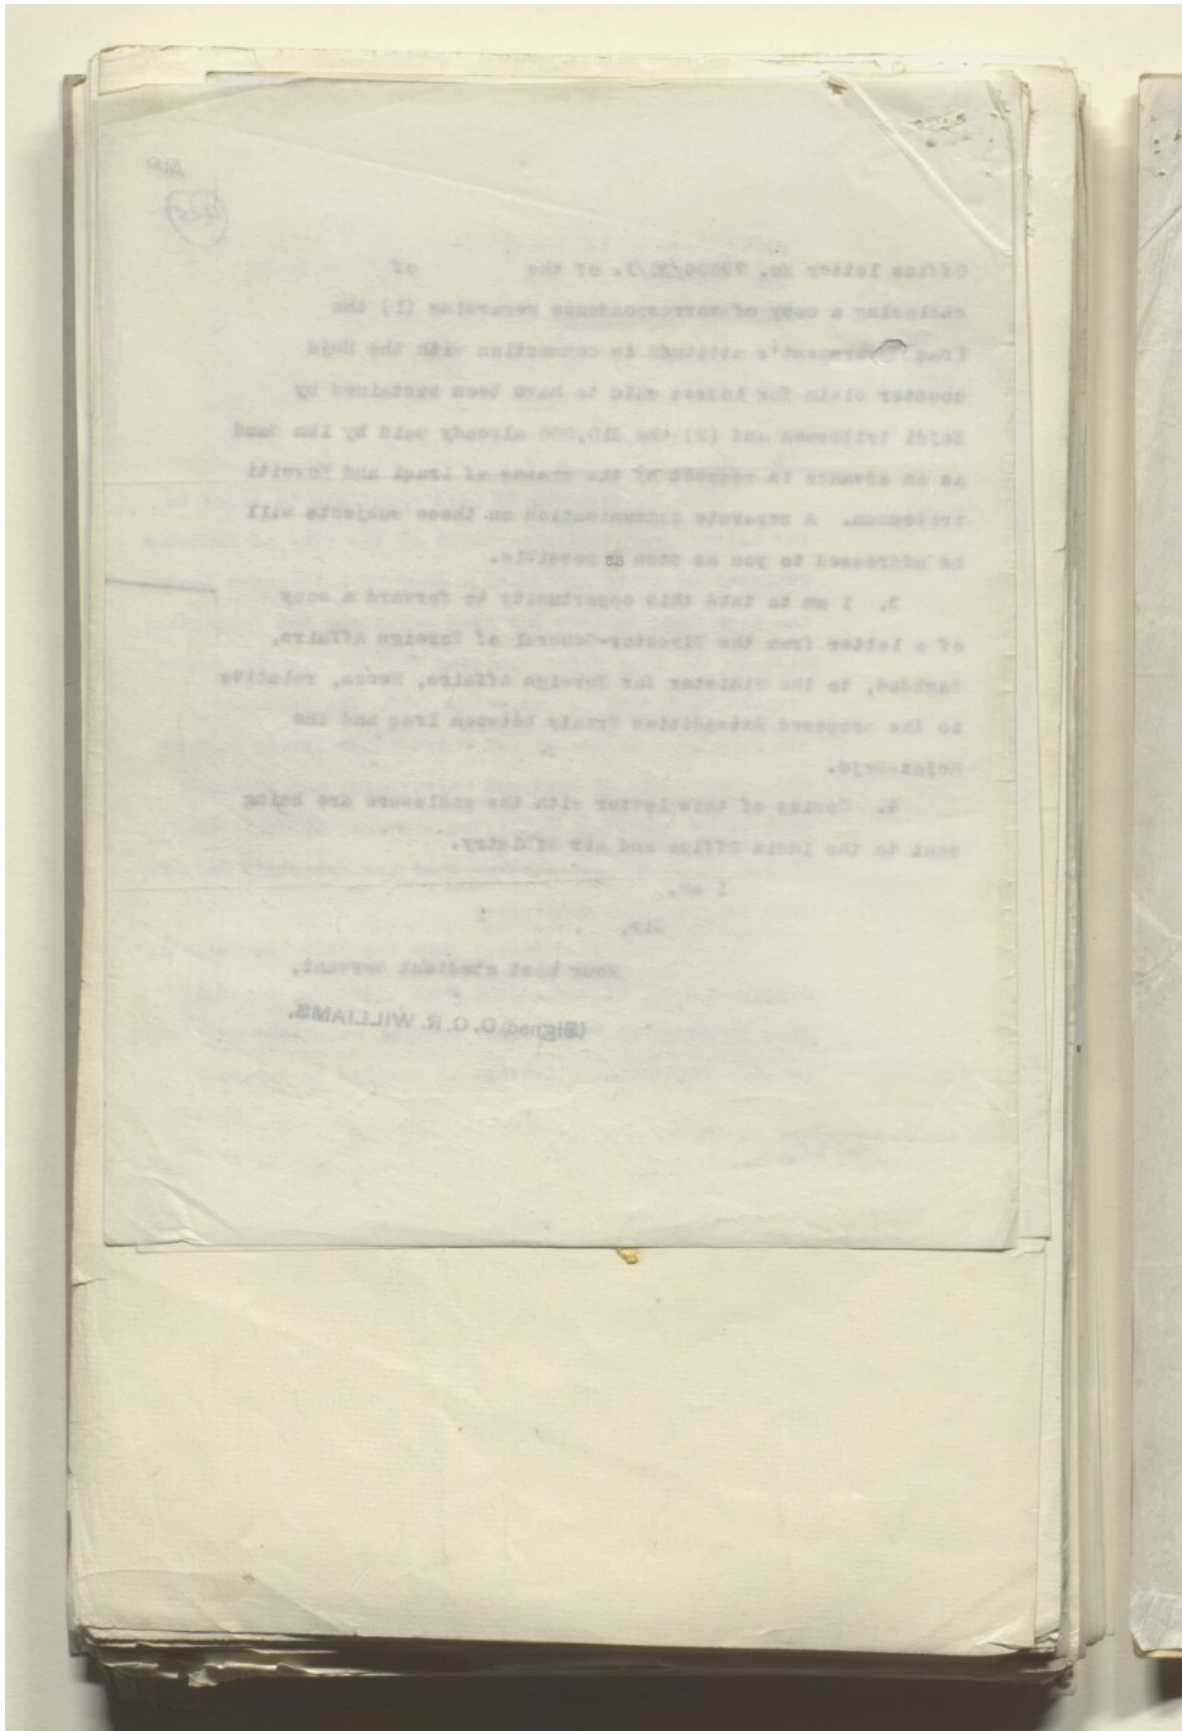 Office letter No. of the of
enclosing a copy of correspondence regarding (1) the
Iraq Government's attitude in connection with the Nejd
counter claim for losses said to have been sustained by
Nejdi tribesmen and (2) the £10,000 already paid by Ibn Saud
as an advance in respect of the of Iraqi and
tribesmen. A separate communication on these subjects will
be addressed to you as soon as possible.
3. I am to take this opportunity to forward a copy
of a letter from the Director-General of Foreign Affairs,
Baghdad, to the Minister for Foreign Affairs, Mecca, relative
to the proposed Extradition Treaty between Iraq and the
Hejaz-Nejd.
4. Copies of this letter with the enclosure are being
sent to the India Office and Air Ministry.
I am,
Sir,
Your most obedient servant,
(Signed) O. G. R. WILLIAMS.